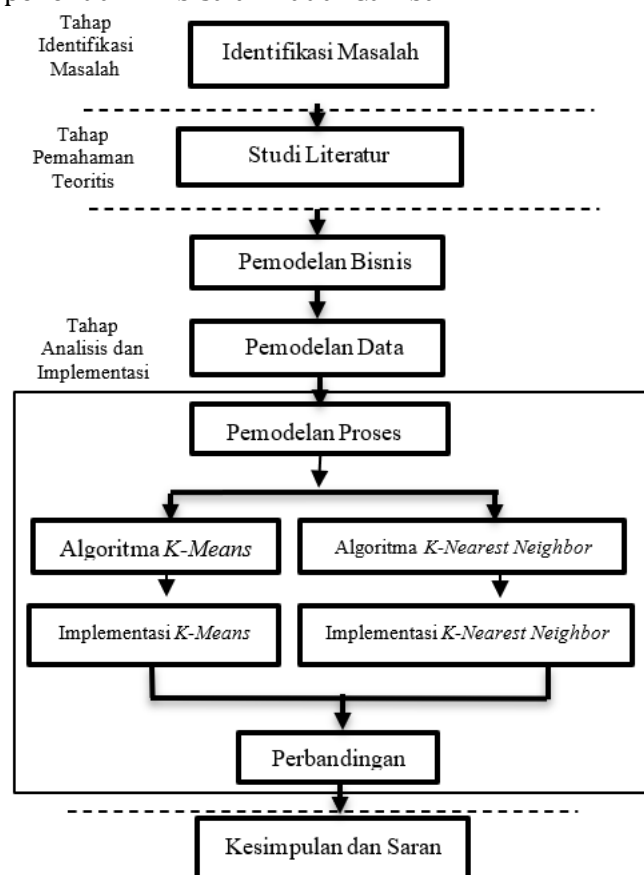 Tahap
Identifikasi
Masalah
Identifikasi Masalah
Tahap
Pemahaman
Teoritis
Studi Literatur
Pemodelan Bisnis
Tahap
Analisis dan
Implementasi
Pemodelan Data
Pemodelan Proses
Algoritma K-Means
Algoritma K-Nearest Neighbor
Implementasi K-Means
Implementasi K-Nearest Neighbor
Perbandingan
Kesimpulan dan Saran